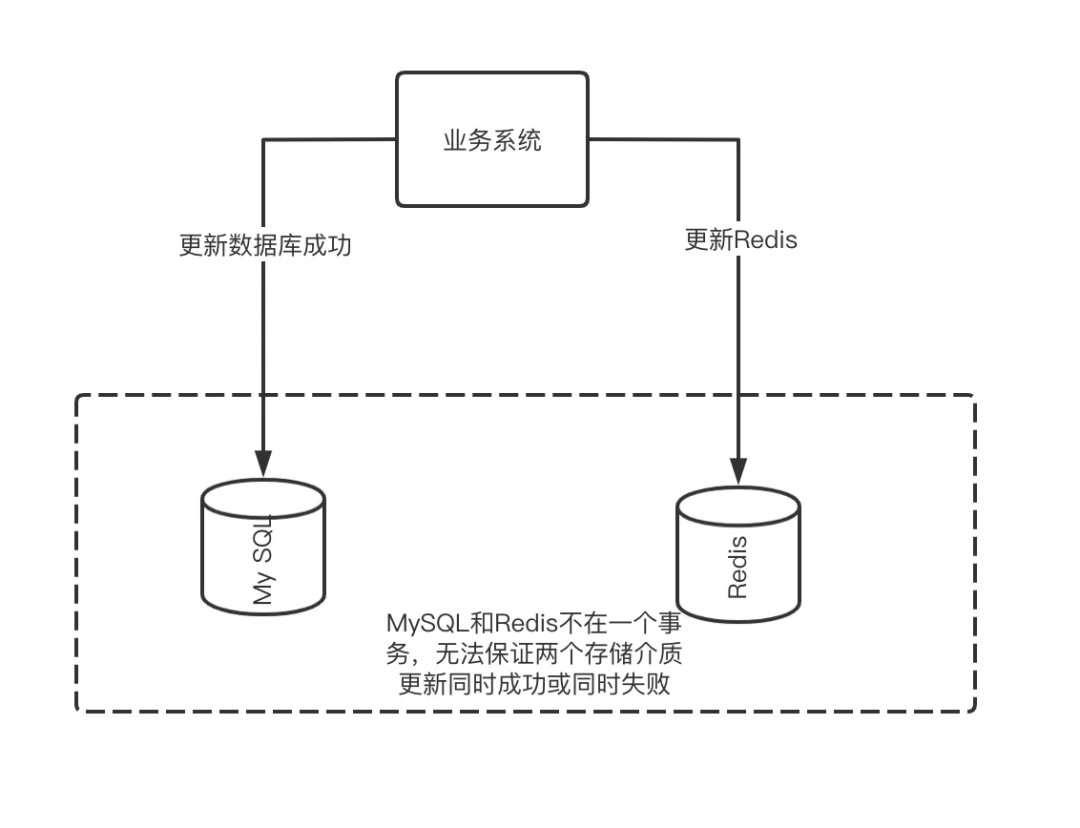 业务系统
更新数据库成功
更新Redis
My SQL
Redis
MySQL和Redis不在一个事
务，无法保证两个存储介质
更新同时成功或同时失败